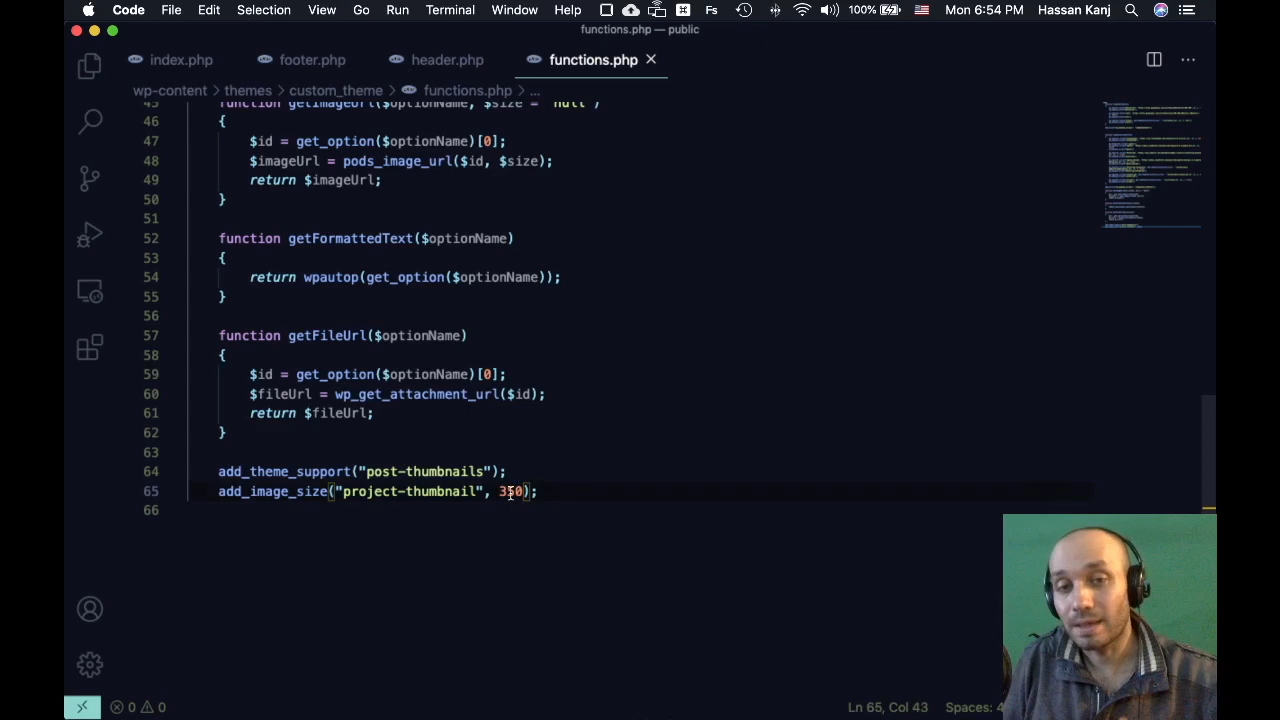 Code File Edit Selection View Go Run Terminal Window Help Fs 100% Mon 6:54 PM Hassan Kanj
functions.php — public
index.php footer.php header.php functions.php
wp-content > themes > custom_theme > functions.php > ...
45 function getImageUrl($optionName, $size = "null")
46 {
47 $id = get_option($optionName)[0];
48 $imageUrl = pods_image_url($id, $size);
49 return $imageUrl;
50 }
51
52 function getFormattedText($optionName)
53 {
54 return wpautop(get_option($optionName));
55 }
56
57 function getFileUrl($optionName)
58 {
59 $id = get_option($optionName)[0];
60 $fileUrl = wp_get_attachment_url($id);
61 return $fileUrl;
62 }
63
64 add_theme_support("post-thumbnails");
65 add_image_size("project-thumbnail", 350);
66
0 0 Ln 65, Col 43 Spaces: 4